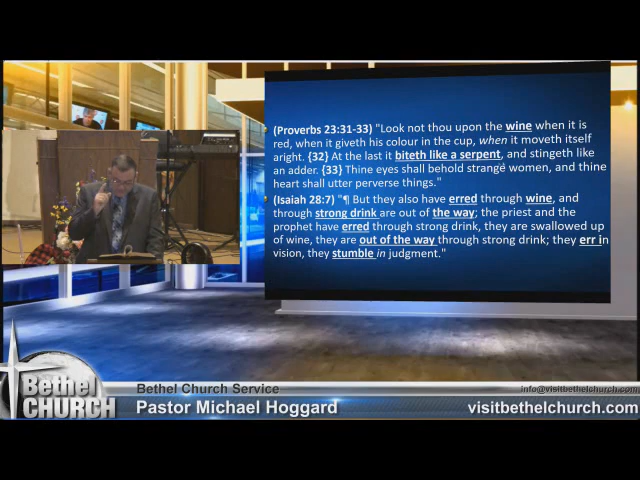 (Proverbs 23:31-33) "Look not thou upon the wine when it is
red, when it giveth his colour in the cup, when it moveth itself
aright. {32} At the last it biteth like a serpent, and stingeth like
an adder. {33} Thine eyes shall behold strange women, and thine
heart shall utter perverse things."
(Isaiah 28:7) "¶ But they also have erred through wine, and
through strong drink are out of the way; the priest and the
prophet have erred through strong drink, they are swallowed up
of wine, they are out of the way through strong drink; they err in
vision, they stumble in judgment."
Bethel
CHURCH
Bethel Church Service
info@visitbethelchurch.com
Pastor Michael Hoggard
visitbethelchurch.com